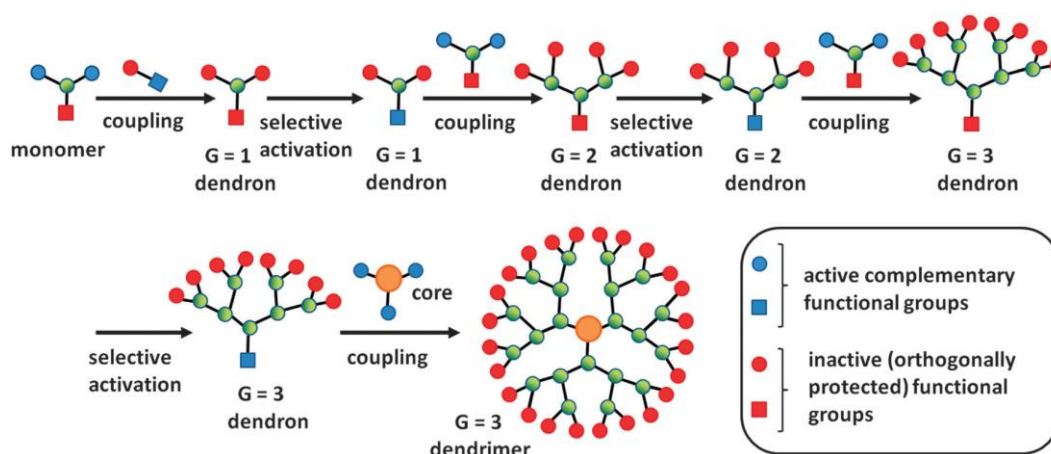 coupling
monomer
G = 1
dendron
selective
activation
G = 1
dendron
coupling
G = 2
dendron
selective
activation
G = 2
dendron
coupling
G = 3
dendron
selective
activation
G = 3
dendron
core
coupling
G = 3
dendrimer
active complementary
functional groups
inactive (orthogonally
protected) functional
groups